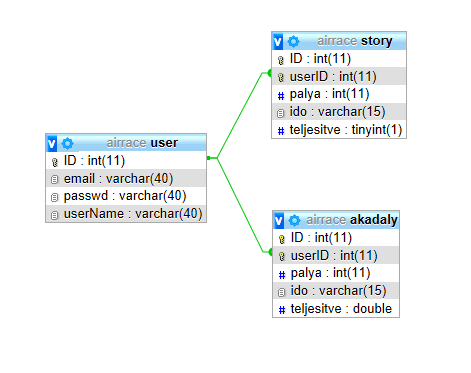 airrace story
ID : int(11)
userID : int(11)
palya : int(11)
ido : varchar(15)
teljesitve : tinyint(1)
airrace user
ID : int(11)
email : varchar(40)
passwd : varchar(40)
userName : varchar(40)
airrace akadaly
ID : int(11)
userID : int(11)
palya : int(11)
ido : varchar(15)
teljesitve : double